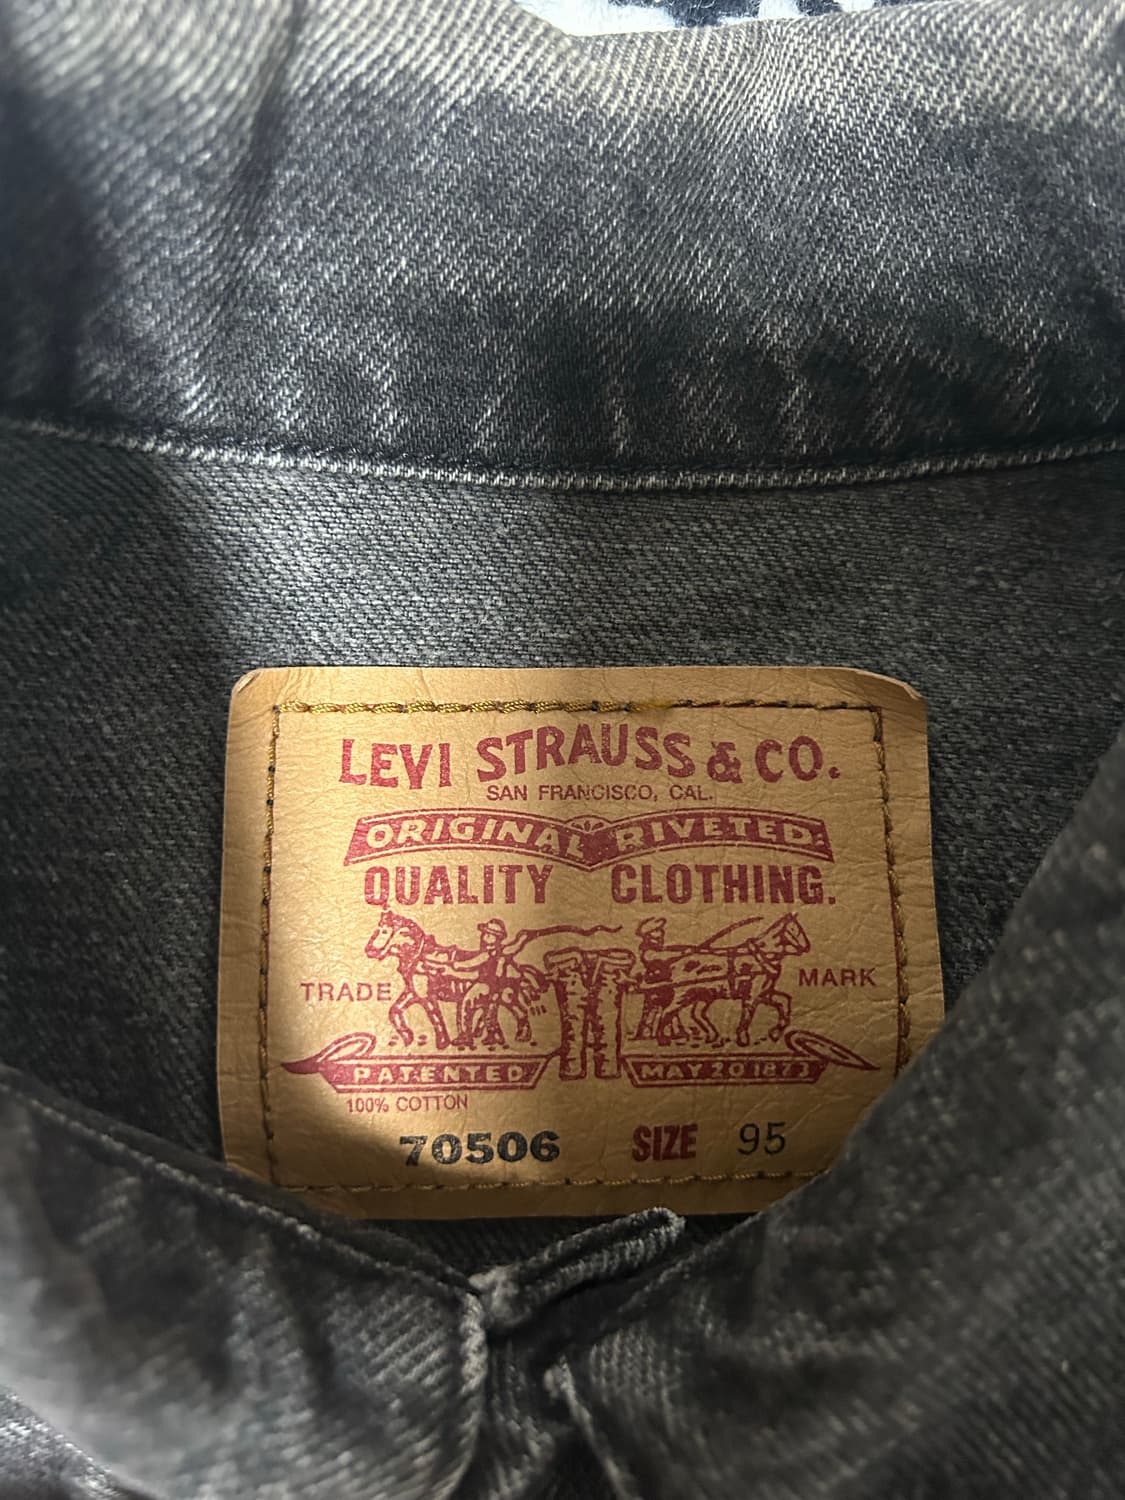 LEVI STRAUSS & CO.
SAN FRANCISCO, CAL.
ORIGINAL RIVETED.
QUALITY CLOTHING.
TRADE MARK
PATENTED MAY 20 1873
100% COTTON
70506 SIZE 95